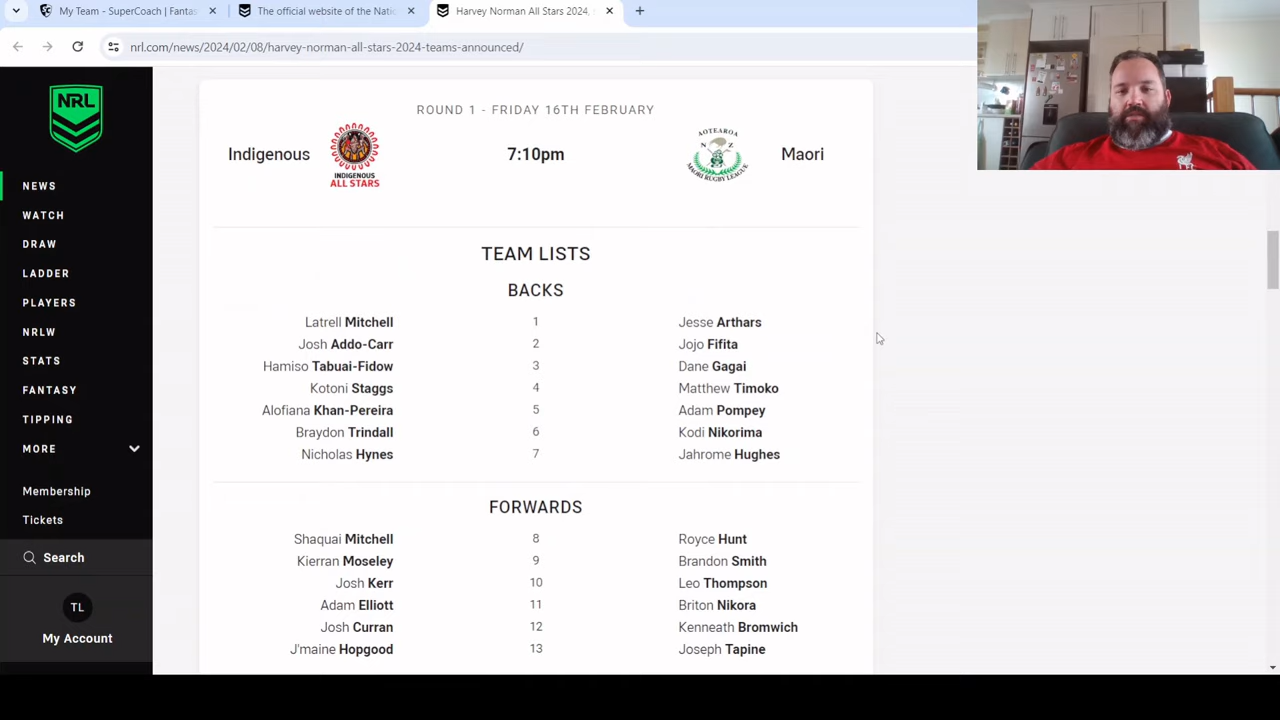 My Team - SuperCoach | Fantas
The official website of the Natio
Harvey Norman All Stars 2024,
nrl.com/news/2024/02/08/harvey-norman-all-stars-2024-teams-announced/
NRL
NEWS
WATCH
DRAW
LADDER
PLAYERS
NRLW
STATS
FANTASY
TIPPING
MORE
Membership
Tickets
Search
TL
My Account
ROUND 1 - FRIDAY 16TH FEBRUARY
Indigenous
INDIGENOUS
ALL STARS
7:10pm
AOTEAROA
N Z
MAORI RUGBY LEAGUE
Maori
TEAM LISTS
BACKS
Latrell Mitchell 1 Jesse Arthars
Josh Addo-Carr 2 Jojo Fifita
Hamiso Tabuai-Fidow 3 Dane Gagai
Kotoni Staggs 4 Matthew Timoko
Alofiana Khan-Pereira 5 Adam Pompey
Braydon Trindall 6 Kodi Nikorima
Nicholas Hynes 7 Jahrome Hughes
FORWARDS
Shaquai Mitchell 8 Royce Hunt
Kierran Moseley 9 Brandon Smith
Josh Kerr 10 Leo Thompson
Adam Elliott 11 Briton Nikora
Josh Curran 12 Kenneath Bromwich
J'maine Hopgood 13 Joseph Tapine